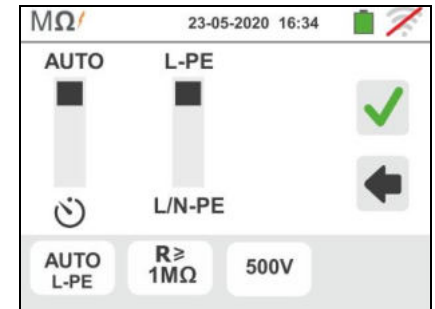 MΩ 23-05-2020 16:34
AUTO L-PE
L/N-PE
AUTO R≥ 500V
L-PE 1MΩ